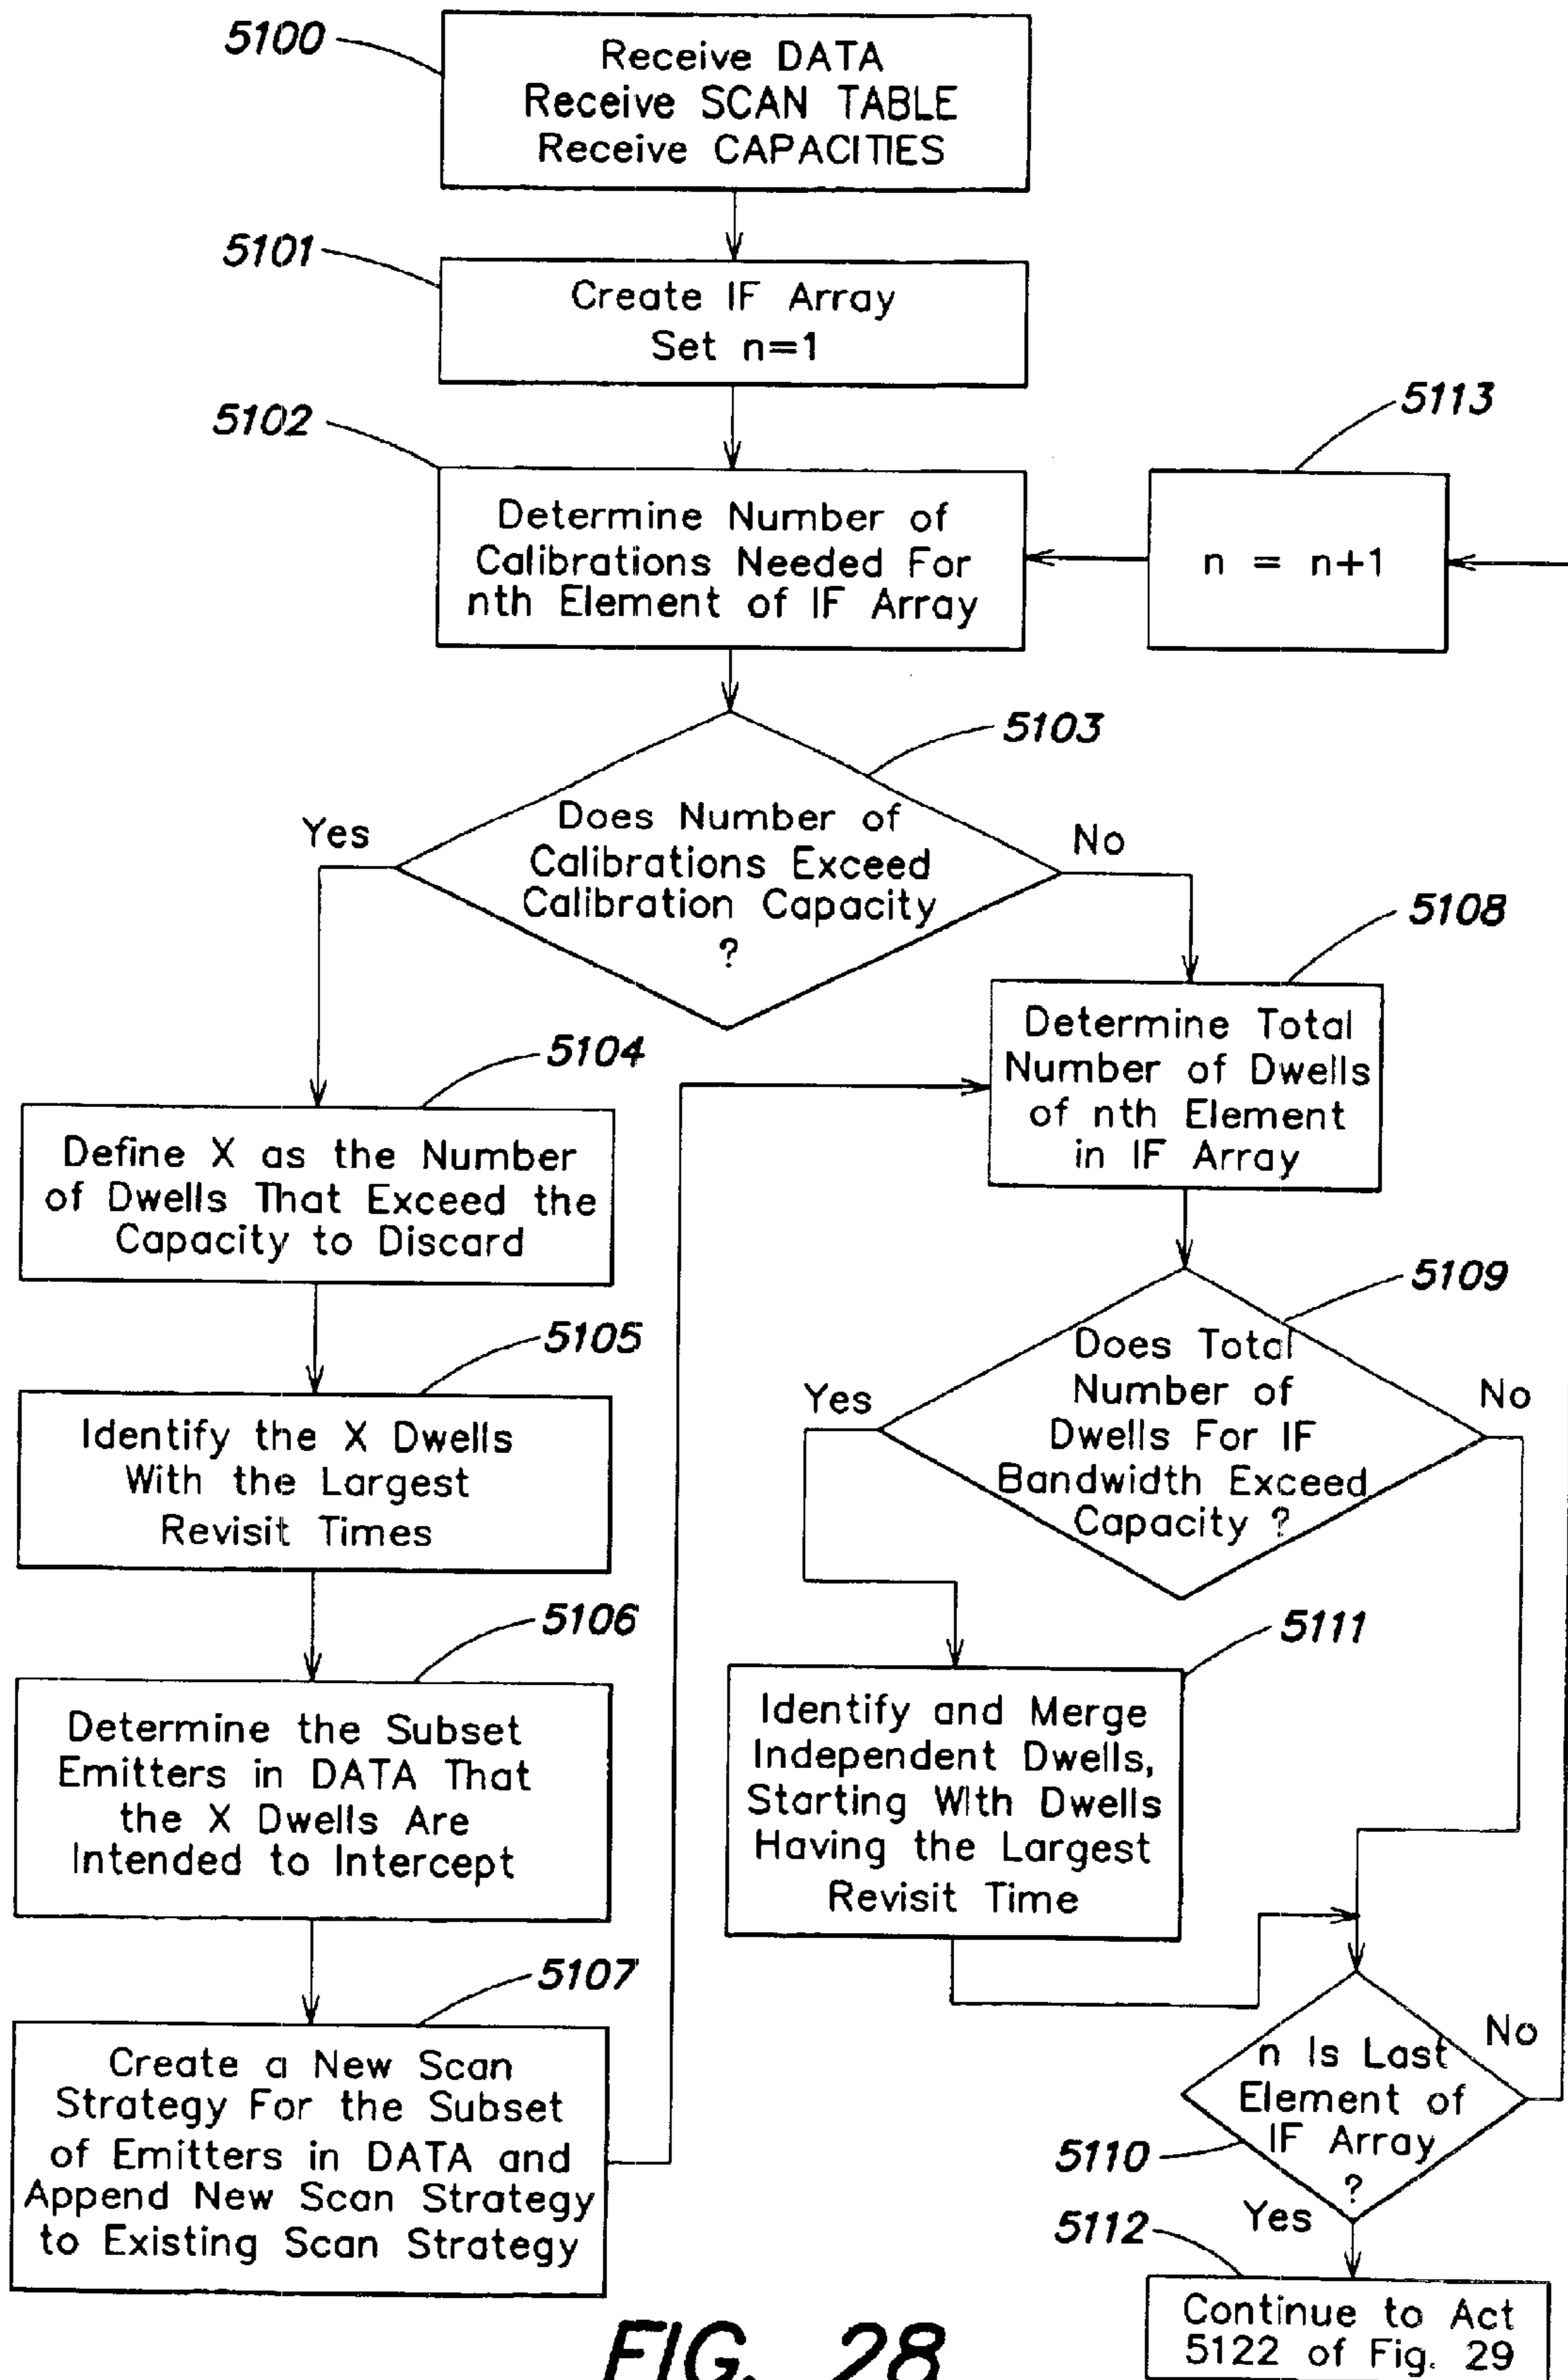 5100
Receive DATA
Receive SCAN TABLE
Receive CAPACITIES
5101
Create IF Array
Set n=1
5102
Determine Number of
Calibrations Needed For
nth Element of IF Array
5113
n = n+1
5103
Does Number of
Calibrations Exceed
Calibration Capacity
?
Yes
No
5108
Determine Total
Number of Dwells
of nth Element
in IF Array
5104
Define X as the Number
of Dwells That Exceed the
Capacity to Discard
5109
Does Total
Number of
Dwells For IF
Bandwidth Exceed
Capacity ?
Yes
No
5105
Identify the X Dwells
With the Largest
Revisit Times
5106
Determine the Subset
Emitters in DATA That
the X Dwells Are
Intended to Intercept
5111
Identify and Merge
Independent Dwells,
Starting With Dwells
Having the Largest
Revisit Time
5107
Create a New Scan
Strategy For the Subset
of Emitters in DATA and
Append New Scan Strategy
to Existing Scan Strategy
n Is Last
Element of
IF Array
?
No
5110
Yes
5112
Continue to Act
5122 of Fig. 29
FIG. 28